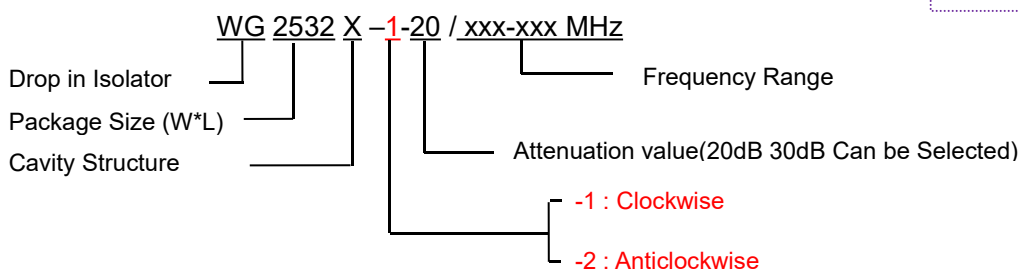 WG 2532 X –1-20 / xxx-xxx MHz
Drop in Isolator
Frequency Range
Package Size (W*L)
Cavity Structure
Attenuation value(20dB 30dB Can be Selected)
-1 : Clockwise
-2 : Anticlockwise